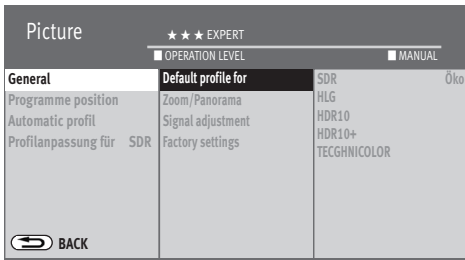 Picture
★ ★ ★ EXPERT
OPERATION LEVEL
MANUAL
General
Programme position
Automatic profil
Profilanpassung für SDR
Default profile for
Zoom/Panorama
Signal adjustment
Factory settings
SDR Öko
HLG
HDR10
HDR10+
TECGHNICOLOR
BACK